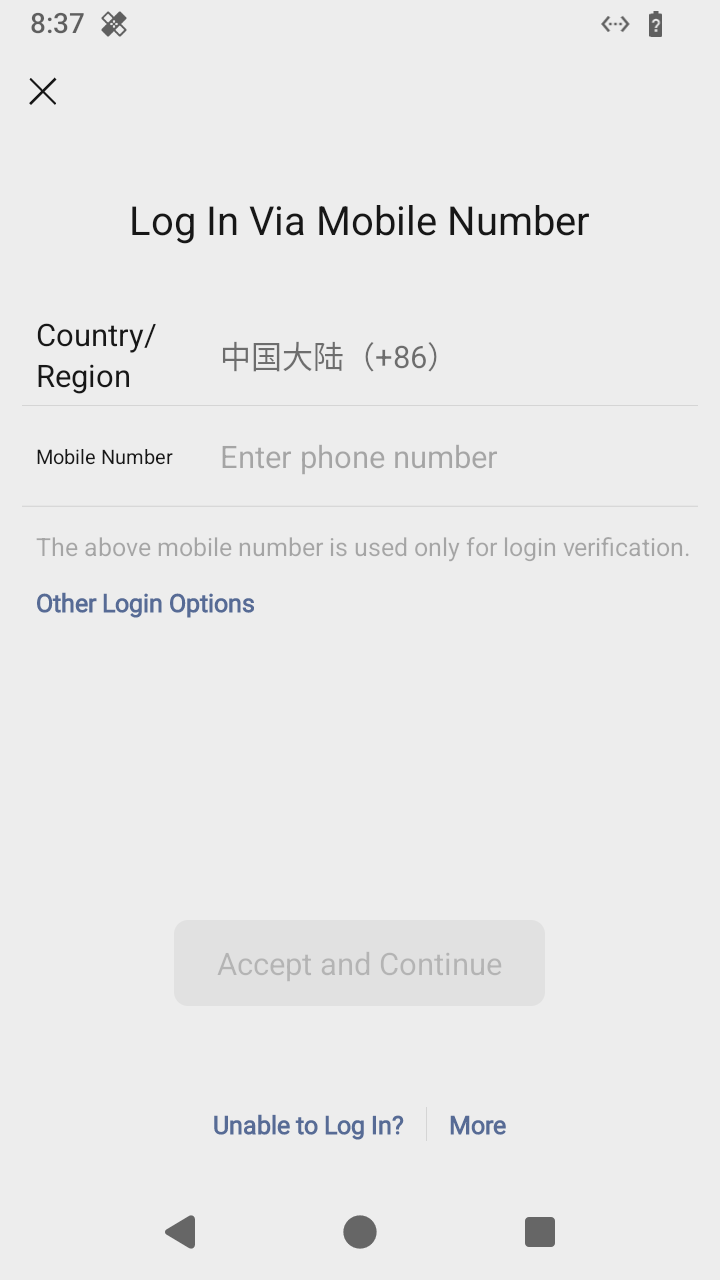 8:37
Log In Via Mobile Number
Country/
Region
中国大陆（+86）
Mobile Number
Enter phone number
The above mobile number is used only for login verification.
Other Login Options
Accept and Continue
Unable to Log In?
More